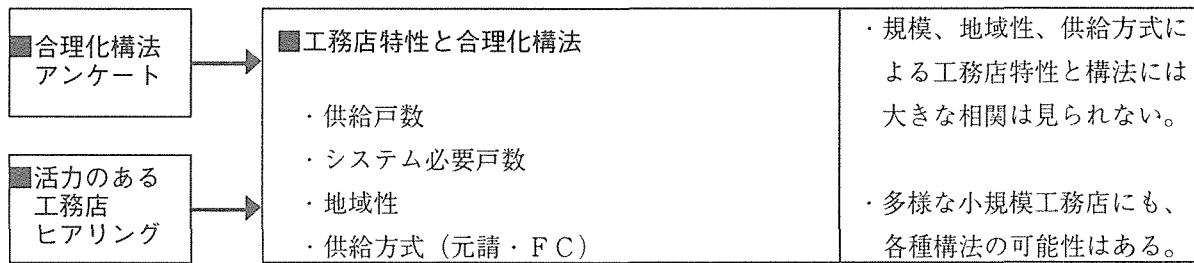 ■合理化構法
アンケート
■活力のある
工務店
ヒアリング
■工務店特性と合理化構法
・供給戸数
・システム必要戸数
・地域性
・供給方式（元請・ＦＣ）
・規模、地域性、供給方式に
よる工務店特性と構法には
大きな相関は見られない。
・多様な小規模工務店にも、
各種構法の可能性はある。